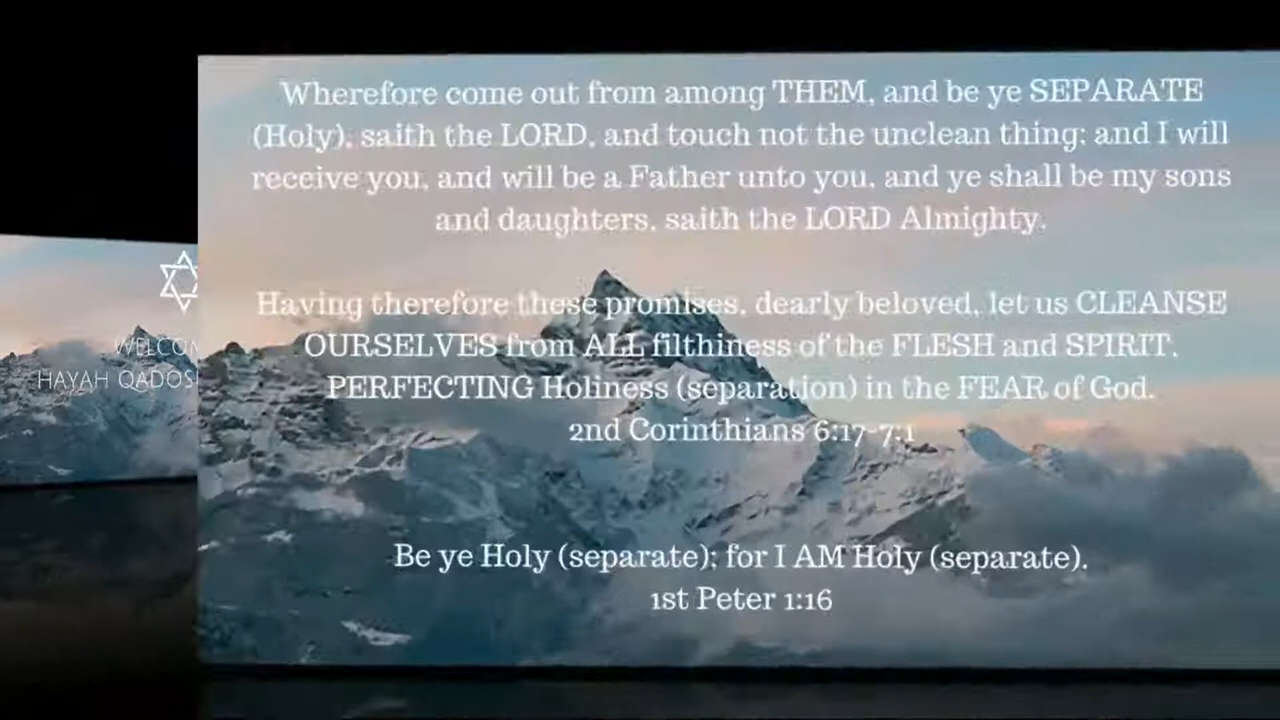 Wherefore come out from among THEM, and be ye SEPARATE
(Holy), saith the LORD, and touch not the unclean thing; and I will
receive you, and will be a Father unto you, and ye shall be my sons
and daughters, saith the LORD Almighty.
Having therefore these promises, dearly beloved, let us CLEANSE
OURSELVES from ALL filthiness of the FLESH and SPIRIT,
PERFECTING Holiness (separation) in the FEAR of God.
2nd Corinthians 6:17-7:1
Be ye Holy (separate); for I AM Holy (separate).
1st Peter 1:16
WELCOM
HAYAH QADOS